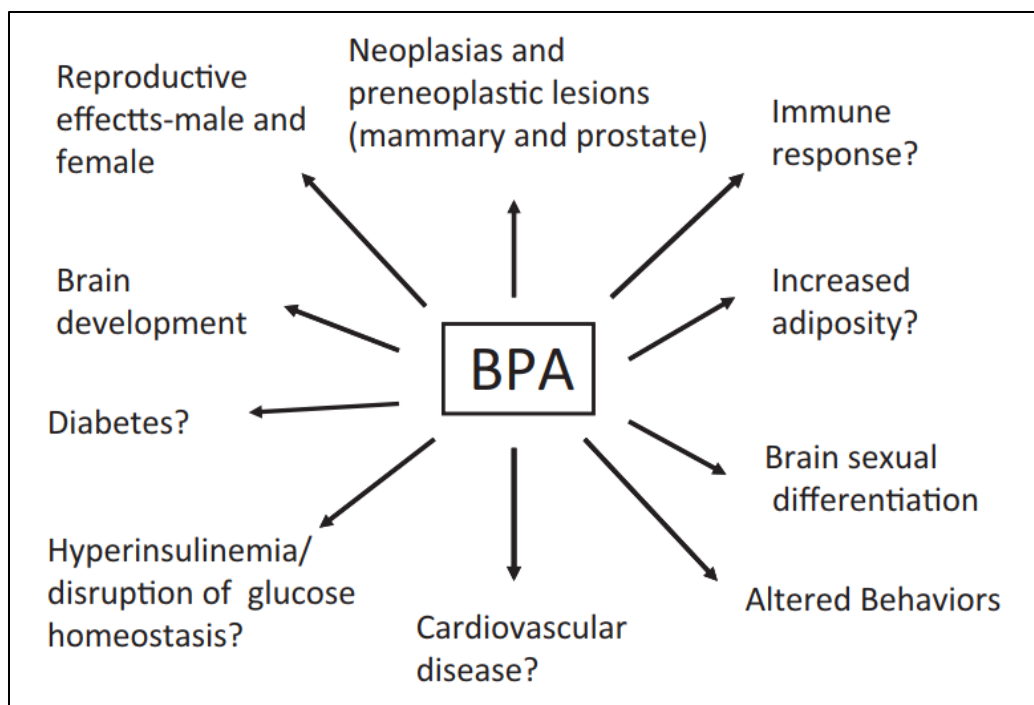 Reproductive
effectts-male and
female
Neoplasias and
preneoplastic lesions
(mammary and prostate)
Immune
response?
Brain
development
Increased
adiposity?
BPA
Diabetes?
Brain sexual
differentiation
Hyperinsulinemia/
disruption of glucose
homeostasis?
Cardiovascular
disease?
Altered Behaviors